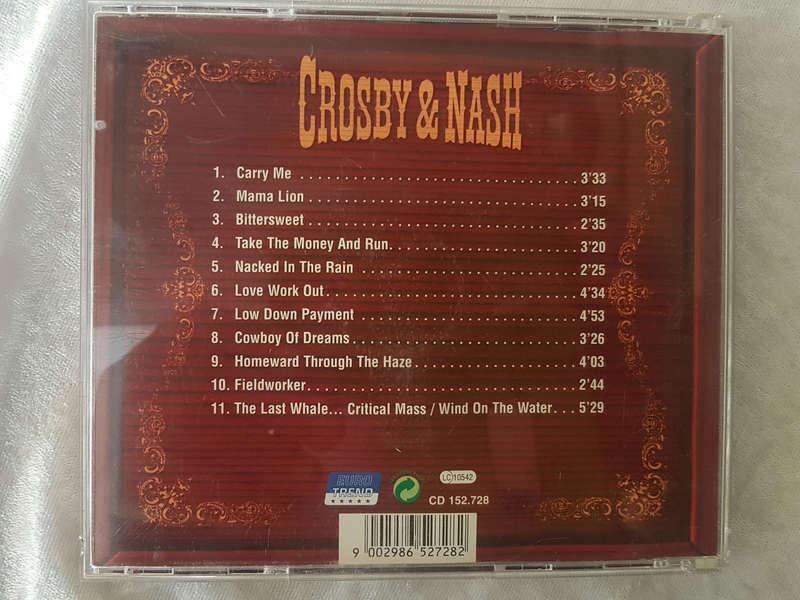 CROSBY & NASH
1. Carry Me . . . . . . . . . . . . . . . . . . . . . . . . . . . . . . . 3'33
2. Mama Lion . . . . . . . . . . . . . . . . . . . . . . . . . . . . . . 3'15
3. Bittersweet . . . . . . . . . . . . . . . . . . . . . . . . . . . . . . 2'35
4. Take The Money And Run. . . . . . . . . . . . . . . . . . . . . 3'20
5. Nacked In The Rain . . . . . . . . . . . . . . . . . . . . . . . . 2'25
6. Love Work Out. . . . . . . . . . . . . . . . . . . . . . . . . . . . 4'34
7. Low Down Payment . . . . . . . . . . . . . . . . . . . . . . . . 4'53
8. Cowboy Of Dreams. . . . . . . . . . . . . . . . . . . . . . . . . 3'26
9. Homeward Through The Haze. . . . . . . . . . . . . . . . . . 4'03
10. Fieldworker. . . . . . . . . . . . . . . . . . . . . . . . . . . . . . 2'44
11. The Last Whale... Critical Mass / Wind On The Water. . . 5'29
EURO
TREND
LC 10542
CD 152.728
9 002986 527282